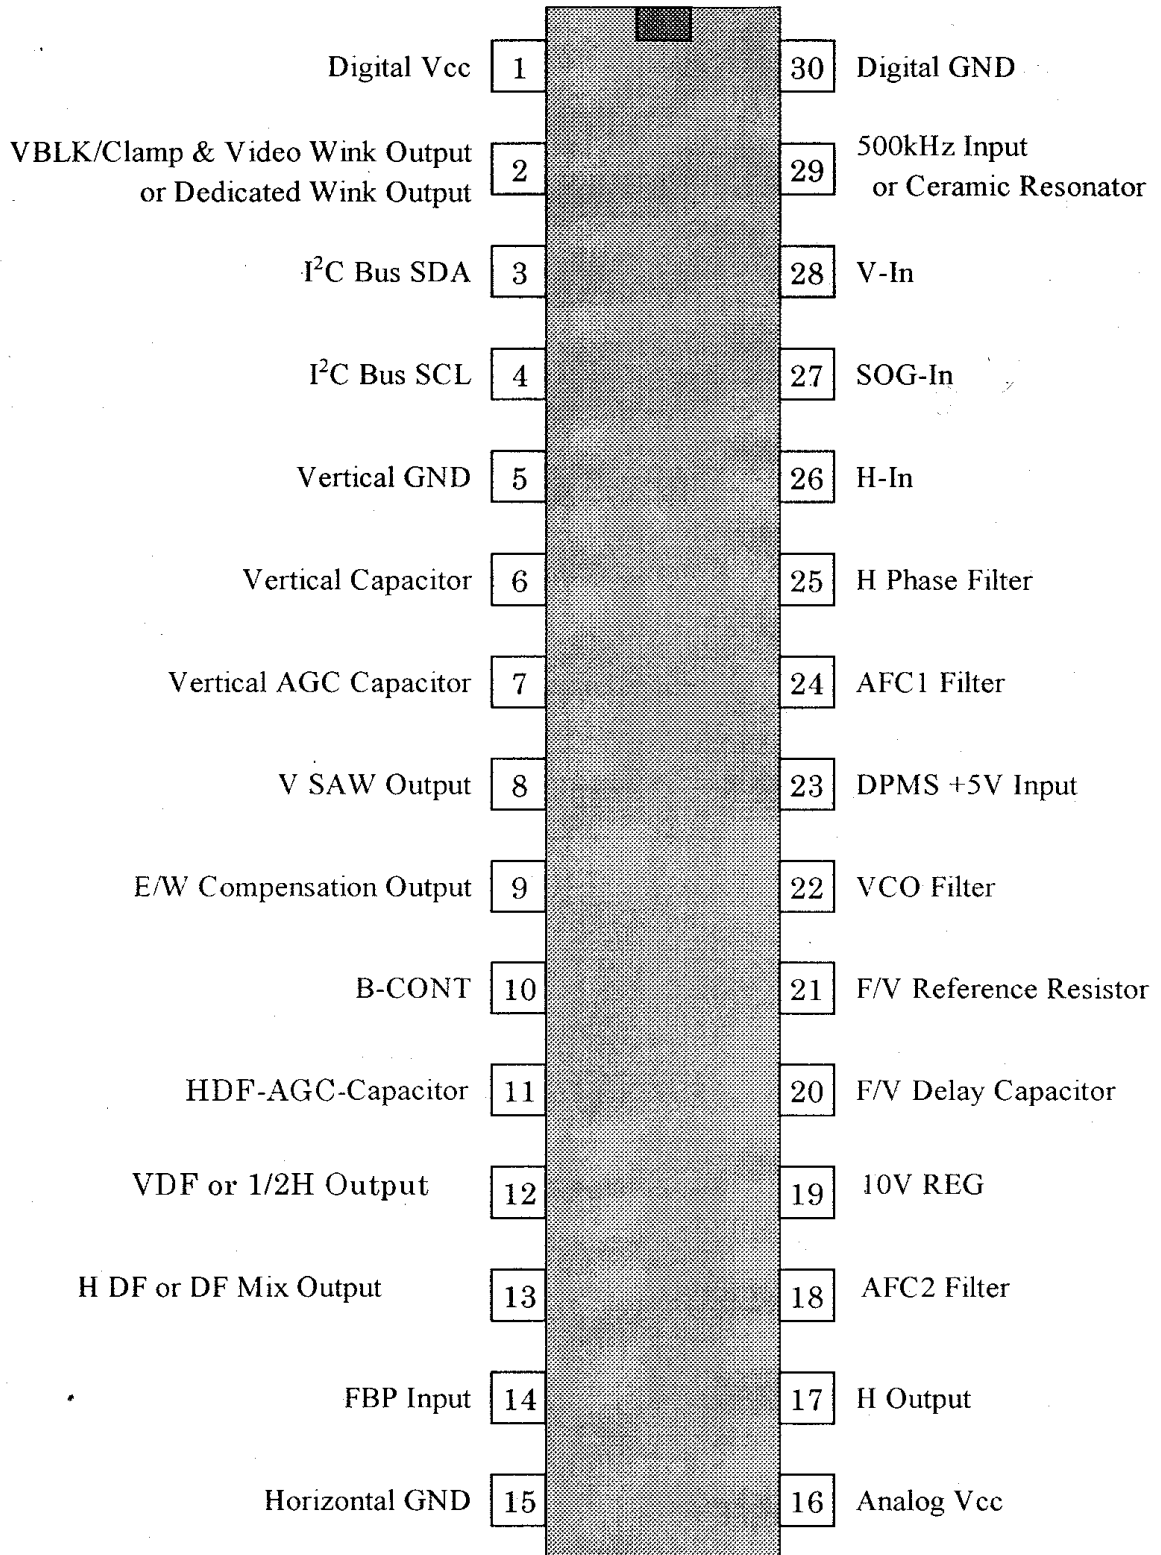 Digital Vcc 1 30 Digital GND
VBLK/Clamp & Video Wink Output
or Dedicated Wink Output 2 29 500kHz Input
or Ceramic Resonator
I²C Bus SDA 3 28 V-In
I²C Bus SCL 4 27 SOG-In
Vertical GND 5 26 H-In
Vertical Capacitor 6 25 H Phase Filter
Vertical AGC Capacitor 7 24 AFC1 Filter
V SAW Output 8 23 DPMS +5V Input
E/W Compensation Output 9 22 VCO Filter
B-CONT 10 21 F/V Reference Resistor
HDF-AGC-Capacitor 11 20 F/V Delay Capacitor
VDF or 1/2H Output 12 19 10V REG
H DF or DF Mix Output 13 18 AFC2 Filter
FBP Input 14 17 H Output
Horizontal GND 15 16 Analog Vcc